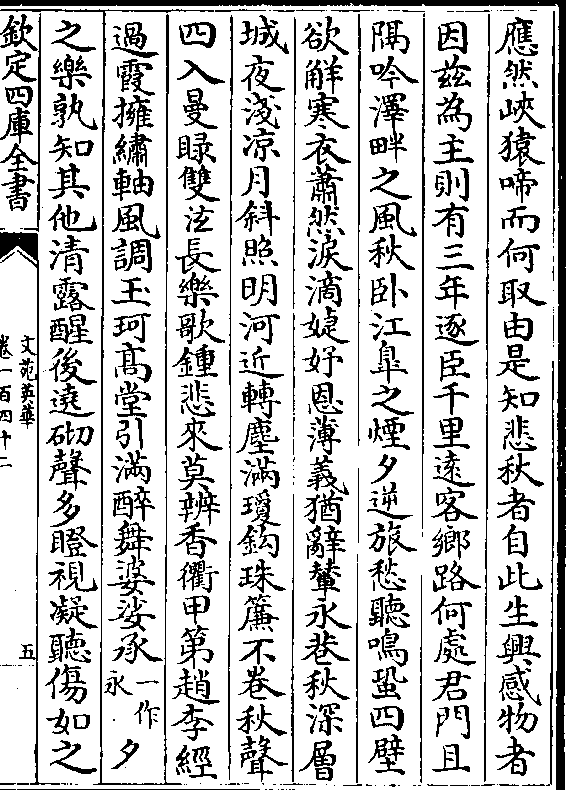 應然峽猿啼而何取由是知悲秋者自此生興感物者
因茲為主則有三年逐臣千里逺客鄉路何處君門且
隔吟澤畔之風秋卧江臯之煙夕逆旅愁聽鳴蛩四壁
欲觧寒衣蕭然淚滴婕妤恩薄義猶辭輦永巷秋深層
城夜淺凉月斜照明河近轉塵滿瓊鈎珠簾不巻秋聲
四入曼睩雙泫長樂歌鍾悲來莫辨香衢甲第趙李經
過霞擁繡軸風調玉珂髙堂引滿醉舞婆娑承一作永夕
之樂孰知其他清露醒後遶砌聲多瞪視凝聽傷如之
欽定四庫全書
文苑英華
卷一百四十二
五